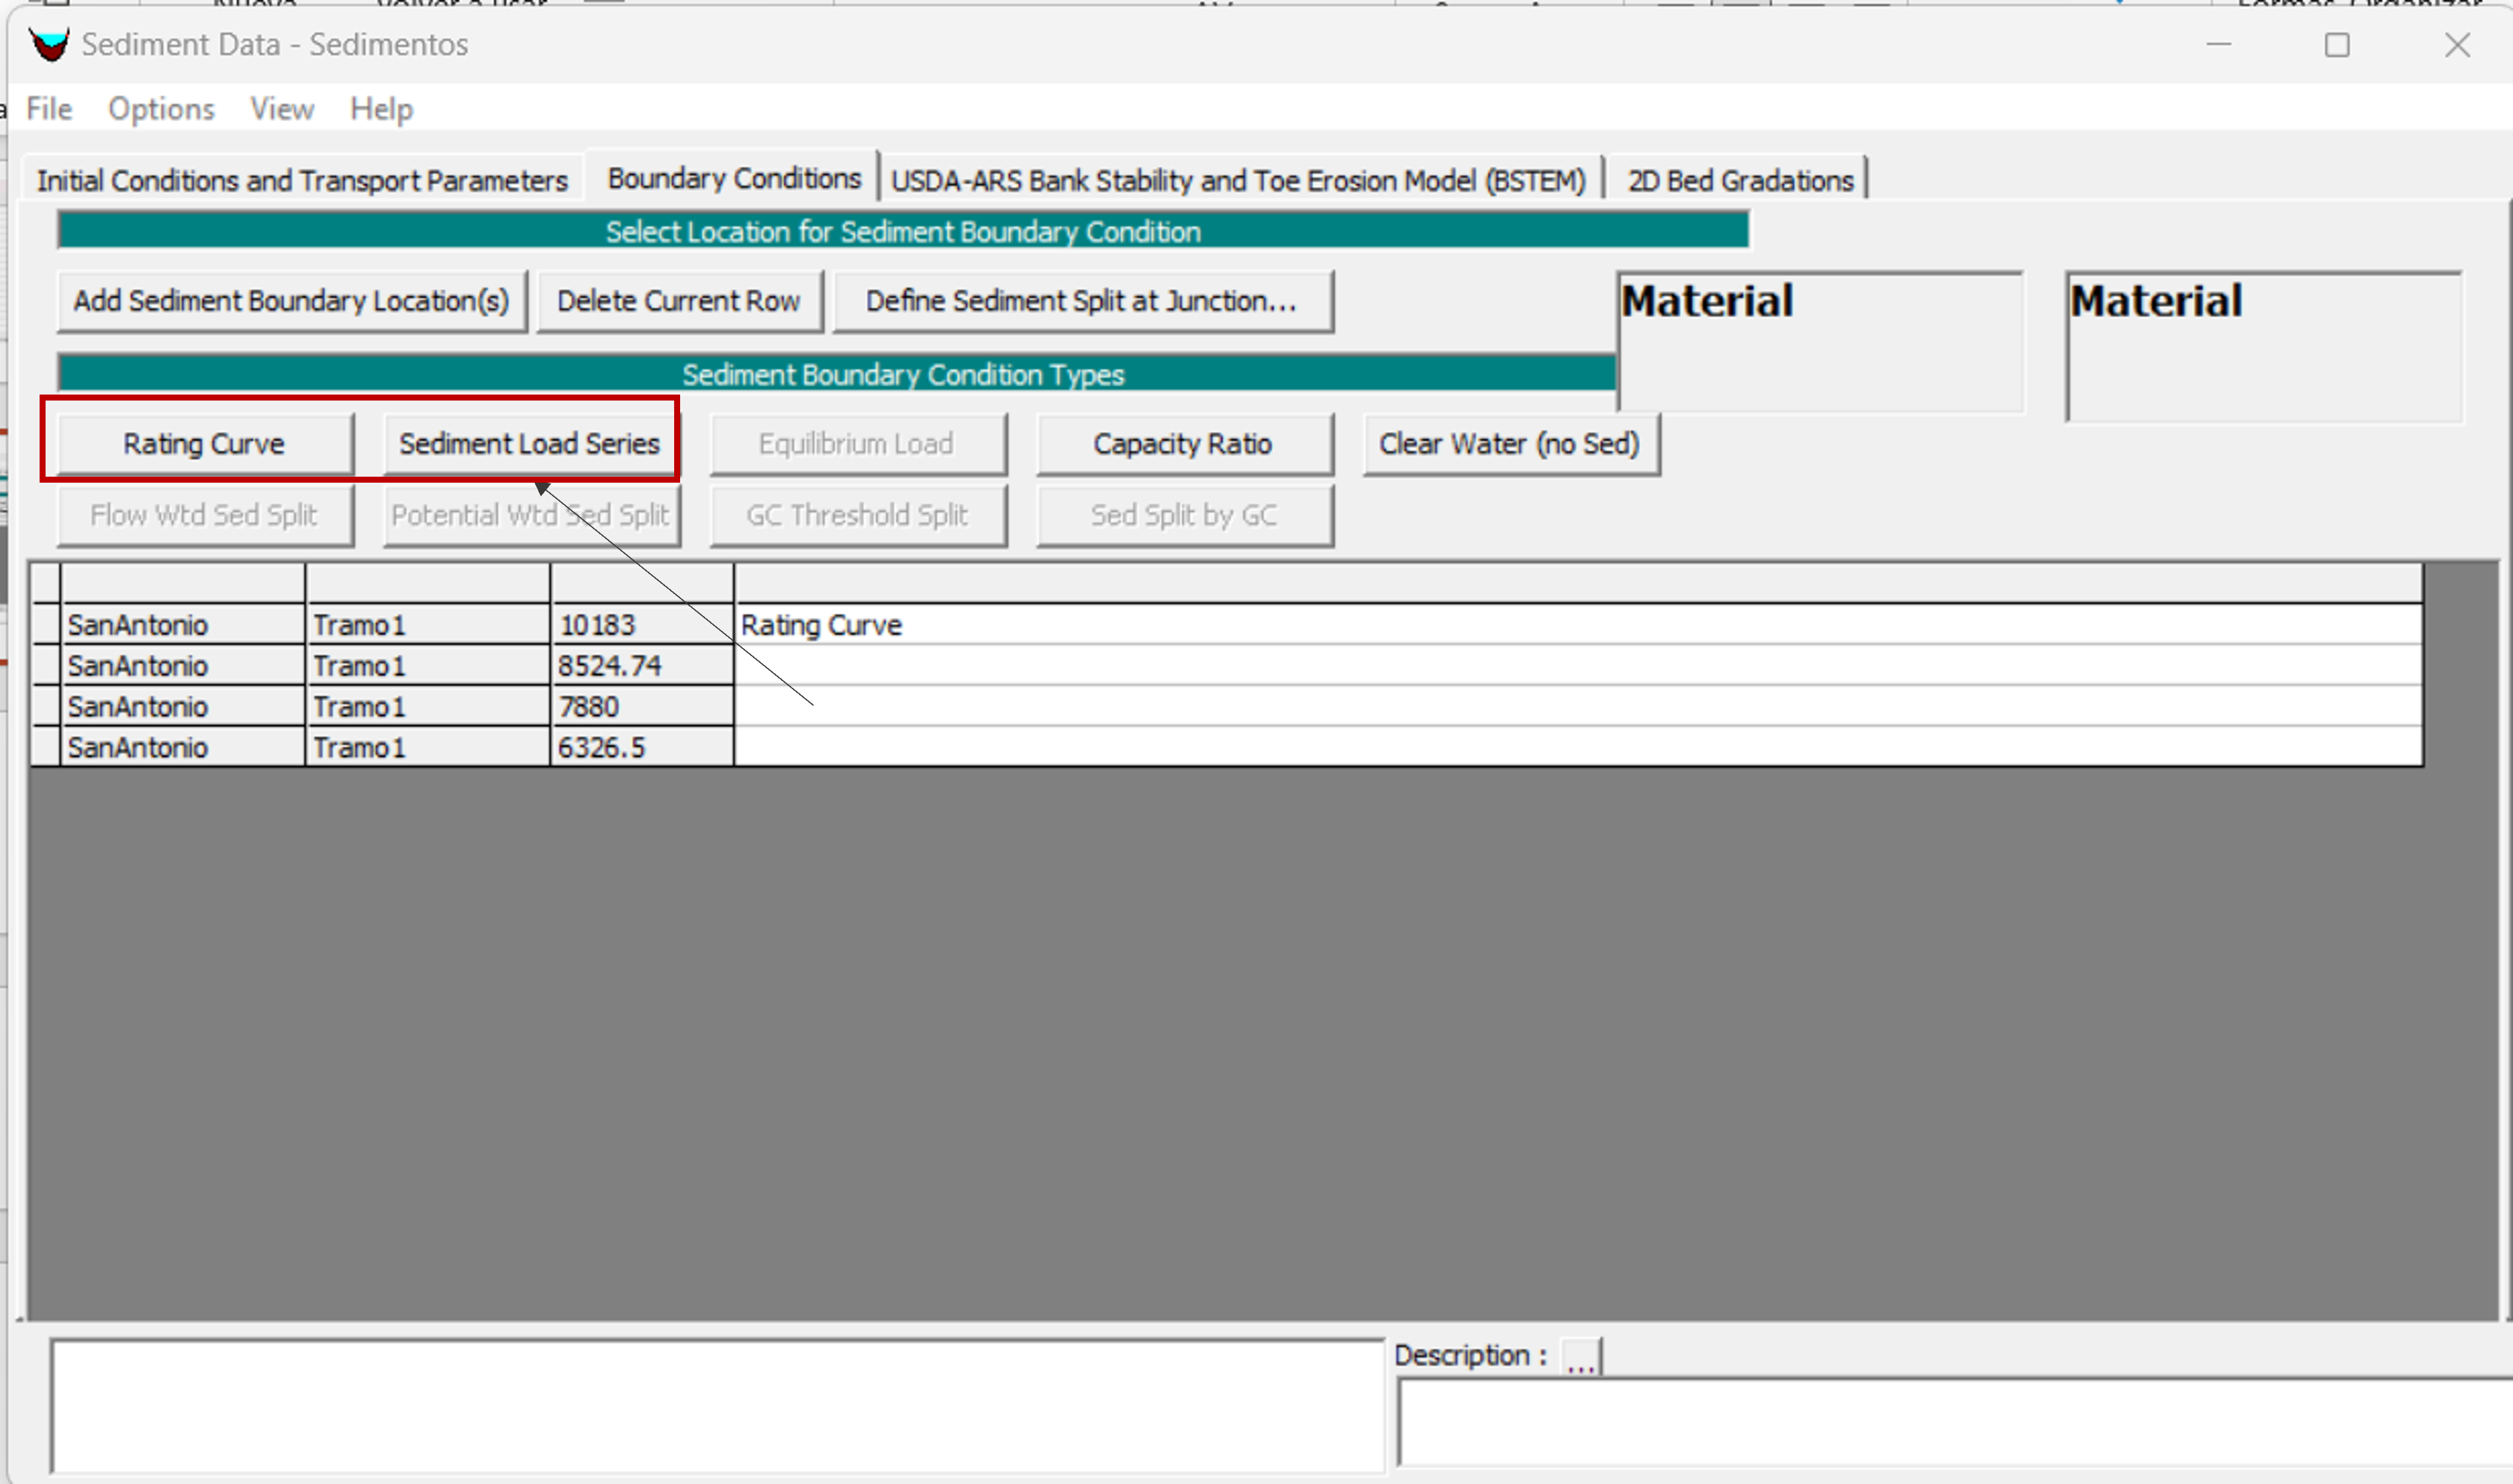 Sediment Data - Sedimentos
File Options View Help
Initial Conditions and Transport Parameters Boundary Conditions USDA-ARS Bank Stability and Toe Erosion Model (BSTEM) 2D Bed Gradations
Select Location for Sediment Boundary Condition
Add Sediment Boundary Location(s) Delete Current Row Define Sediment Split at Junction... Material Material
Sediment Boundary Condition Types
Rating Curve Sediment Load Series Equilibrium Load Capacity Ratio Clear Water (no Sed)
Flow Wtd Sed Split Potential Wtd Sed Split GC Threshold Split Sed Split by GC
SanAntonio Tramo1 10183 Rating Curve
SanAntonio Tramo1 8524.74
SanAntonio Tramo1 7880
SanAntonio Tramo1 6326.5
Description : ...